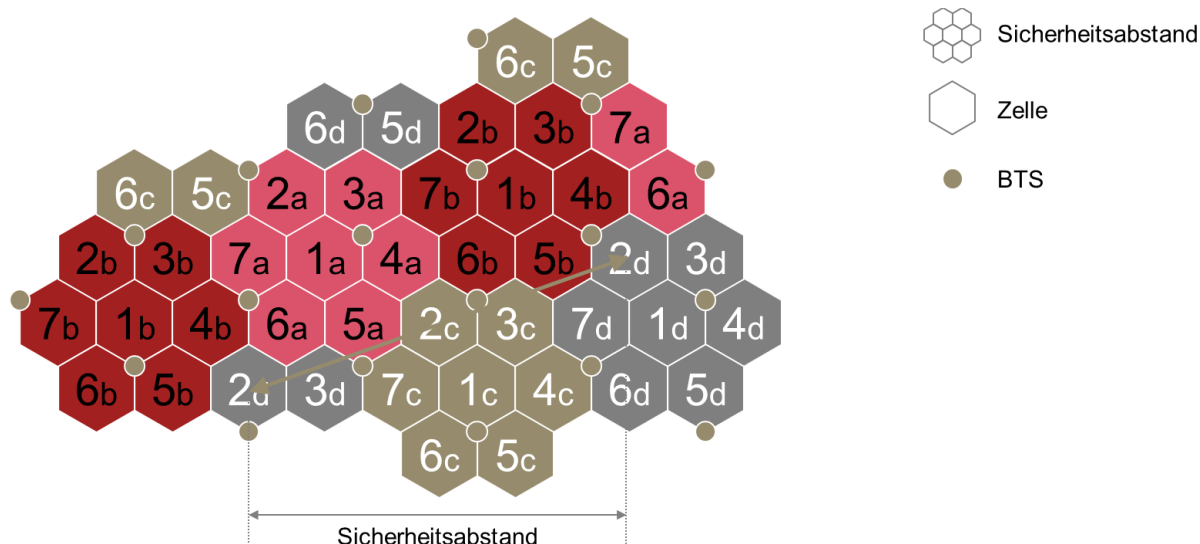 6c 5c
6d 5d 2b 3b 7a
6c 5c 2a 3a 7b 1b 4b 6a
2b 3b 7a 1a 4a 6b 5b 2d 3d
7b 1b 4b 6a 5a 2c 3c 7d 1d 4d
6b 5b 2d 3d 7c 1c 4c 6d 5d
6c 5c
Sicherheitsabstand
Sicherheitsabstand
Zelle
BTS